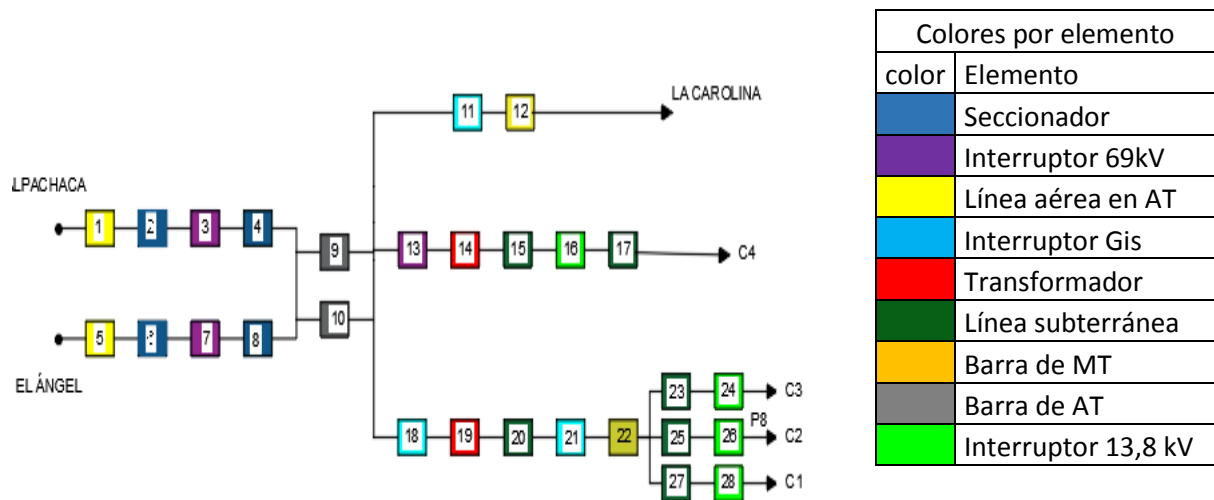 Colores por elemento
color Elemento
Seccionador
Interruptor 69kV
Línea aérea en AT
Interruptor Gis
Transformador
Línea subterránea
Barra de MT
Barra de AT
Interruptor 13,8 kV
11 12 LA CAROLINA
LPACHACA
1 2 3 4
9
13 14 15 16 17 C4
10
5 7 8
EL ÁNGEL
23 24 C3
P8
18 19 20 21 22 25 26 C2
27 28 C1